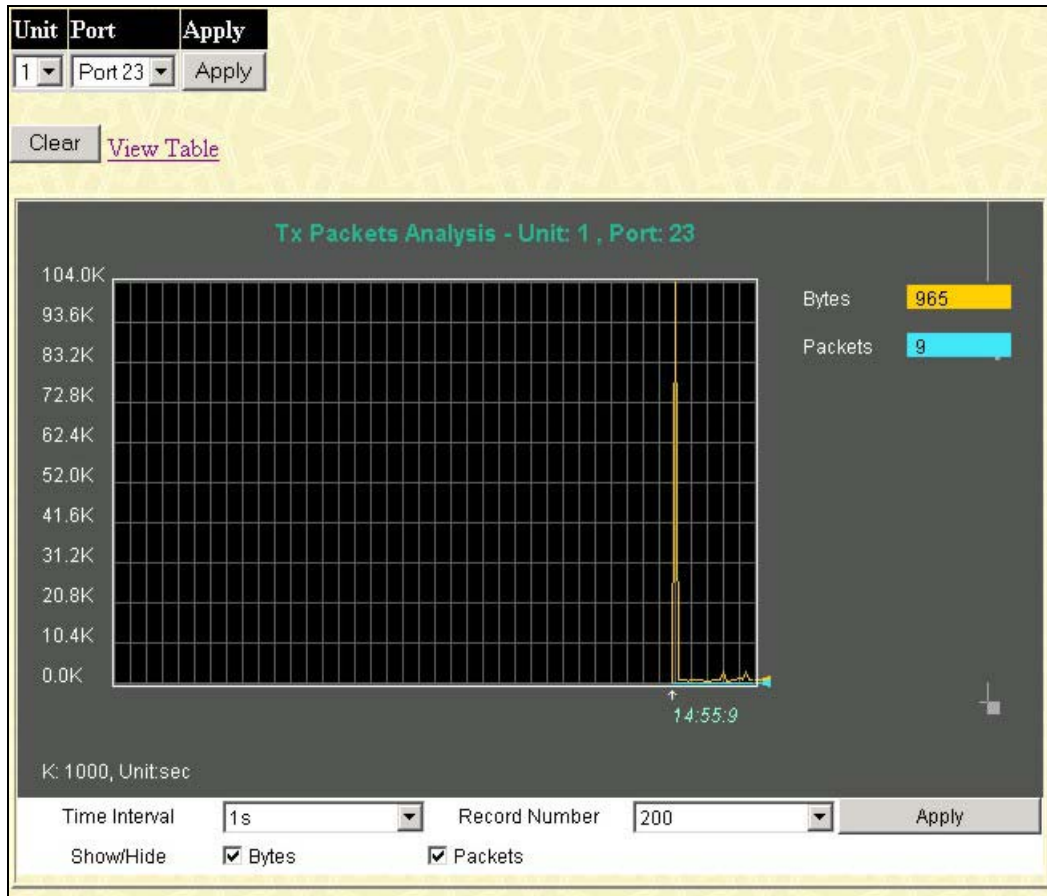 Unit Port Apply
1 Port 23 Apply
Clear View Table
Tx Packets Analysis - Unit: 1 , Port: 23
104.0K
93.6K
83.2K
72.8K
62.4K
52.0K
41.6K
31.2K
20.8K
10.4K
0.0K
Bytes 965
Packets 9
14:55:9
K: 1000, Unit:sec
Time Interval 1s Record Number 200 Apply
Show/Hide Bytes Packets